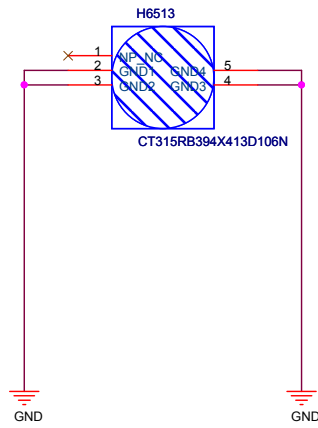 H6513
1 NP_NC
2 GND1 GND4 5
3 GND2 GND3 4
CT315RB394X413D106N
GND GND